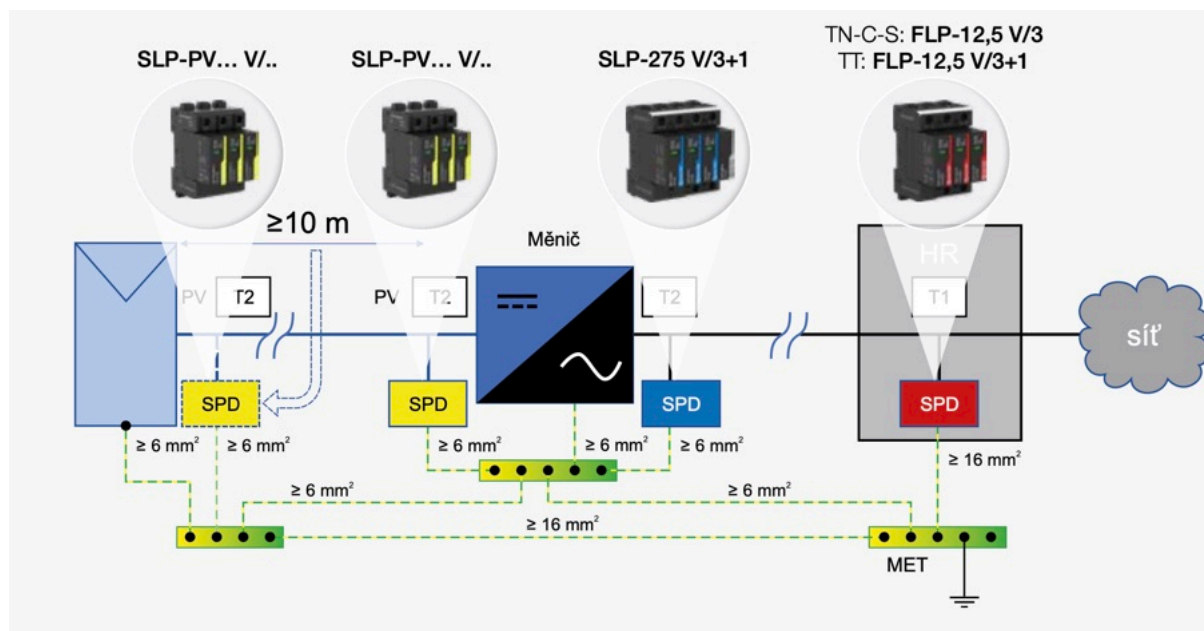 TN-C-S: FLP-12,5 V/3
SLP-PV... V/..
SLP-PV... V/..
SLP-275 V/3+1
TT: FLP-12,5 V/3+1
≥10 m
Měnič
HR
PV
T2
PV
T2
T2
T1
síť
SPD
SPD
SPD
SPD
≥ 6 mm²
≥ 6 mm²
≥ 6 mm²
≥ 6 mm²
≥ 6 mm²
≥ 16 mm²
≥ 6 mm²
≥ 6 mm²
≥ 16 mm²
MET